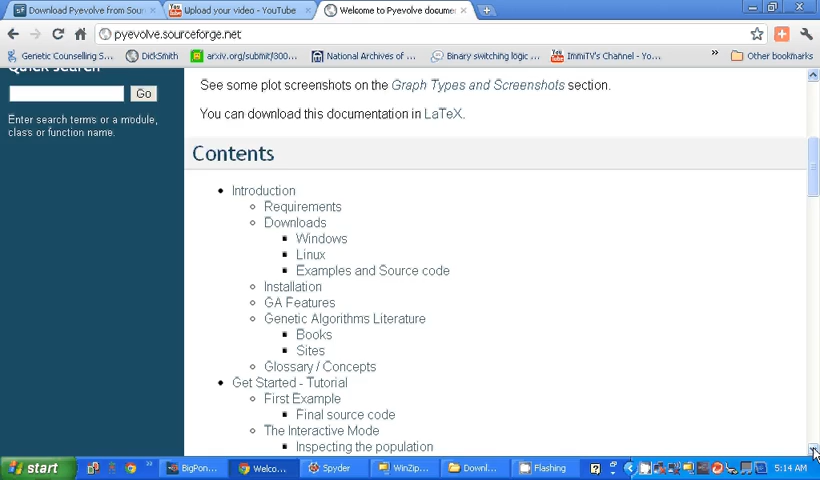 Download Pyevolve from Sour
Upload your video - YouTube
Welcome to Pyevolve docume
pyevolve.sourceforge.net
Genetic Counselling S...
DickSmith
arxiv.org/submit/300...
National Archives of ...
Binary switching logic ...
ImmiTV's Channel - Yo...
»
Other bookmarks
Quick search
Go
Enter search terms or a module,
class or function name.
See some plot screenshots on the Graph Types and Screenshots section.
You can download this documentation in LaTeX.
Contents
Introduction
Requirements
Downloads
Windows
Linux
Examples and Source code
Installation
GA Features
Genetic Algorithms Literature
Books
Sites
Glossary / Concepts
Get Started - Tutorial
First Example
Final source code
The Interactive Mode
Inspecting the population
start
BigPon...
Welco...
Spyder
WinZip...
Downl...
Flashing
5:14 AM